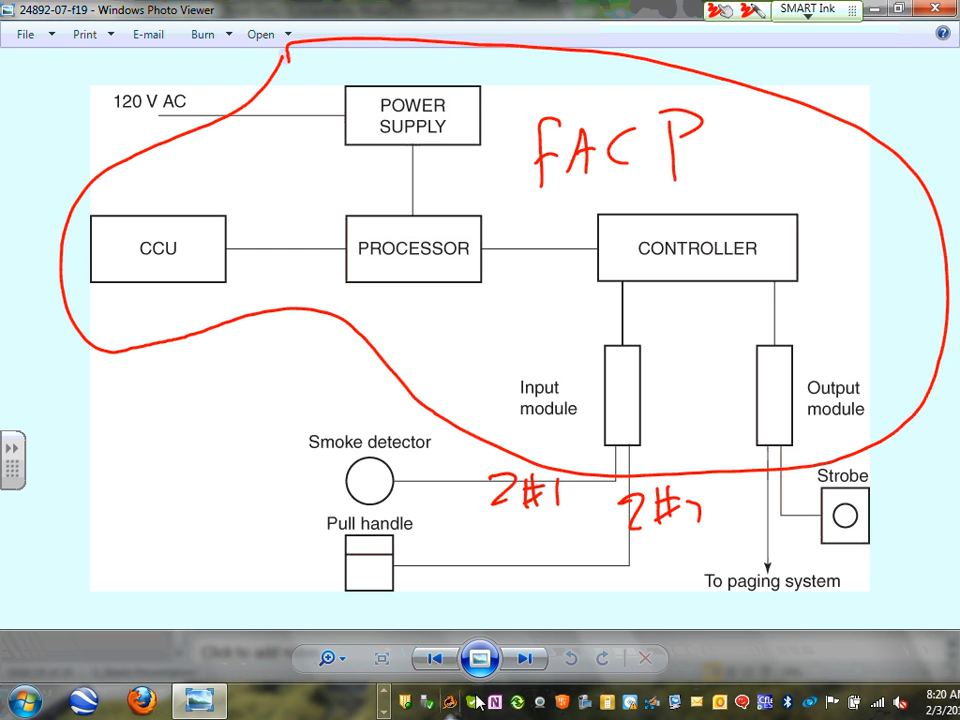 24892-07-f19 - Windows Photo Viewer
SMART Ink
File Print E-mail Burn Open
120 V AC
POWER
SUPPLY
FACP
CCU
PROCESSOR
CONTROLLER
Input
module
Output
module
Smoke detector
Strobe
2#1
Pull handle
To paging system
8:20 AM